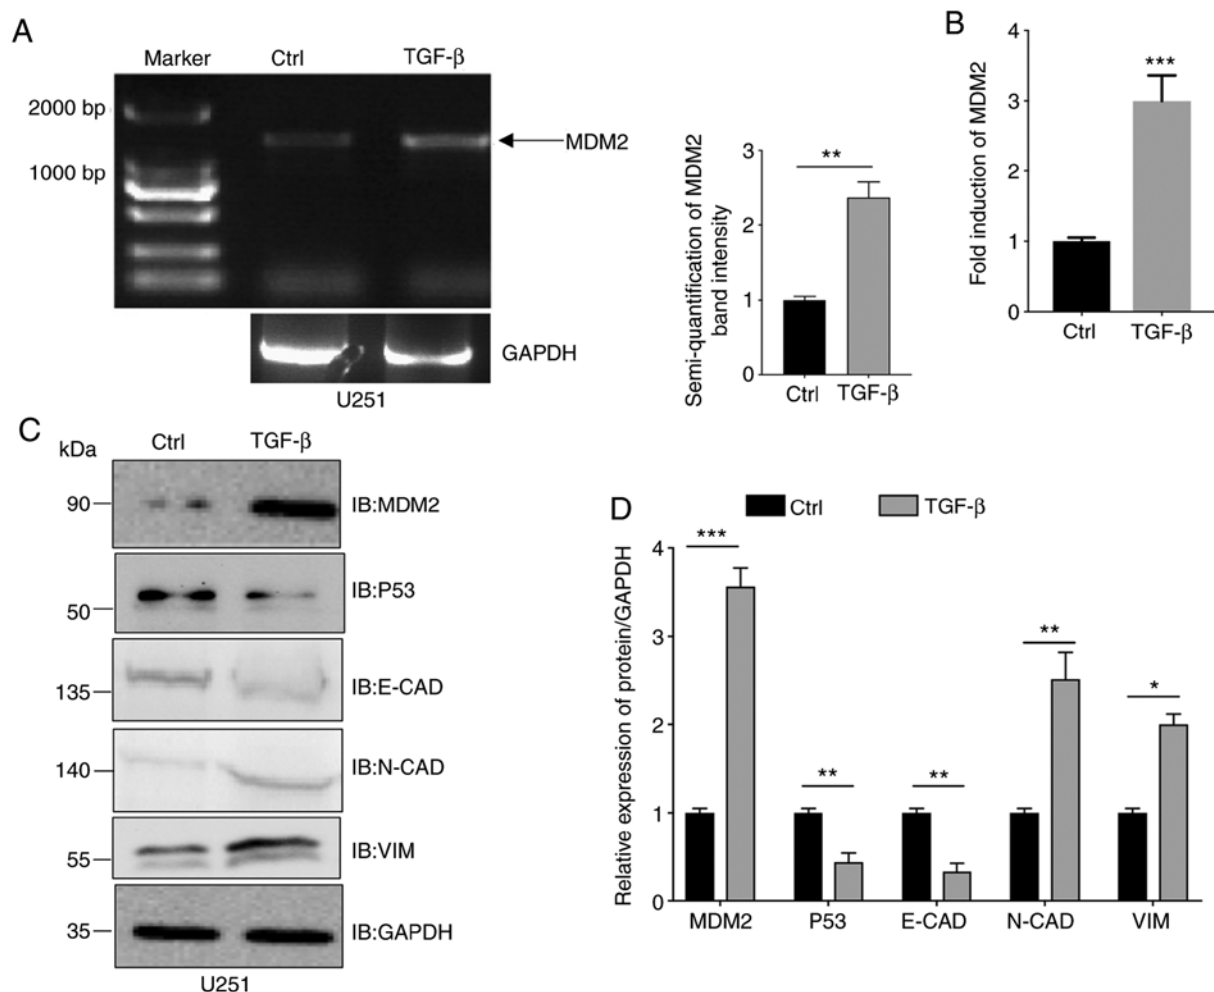 A
Marker
Ctrl
TGF-β
2000 bp
1000 bp
MDM2
GAPDH
U251
Semi-quantification of MDM2
band intensity
3
2
1
0
**
Ctrl
TGF-β
B
Fold induction of MDM2
4
3
2
1
0
***
Ctrl
TGF-β
C
kDa
Ctrl
TGF-β
90
IB:MDM2
50
IB:P53
135
IB:E-CAD
140
IB:N-CAD
55
IB:VIM
35
IB:GAPDH
U251
D
Ctrl
TGF-β
Relative expression of protein/GAPDH
4
3
2
1
0
***
**
**
**
*
MDM2
P53
E-CAD
N-CAD
VIM